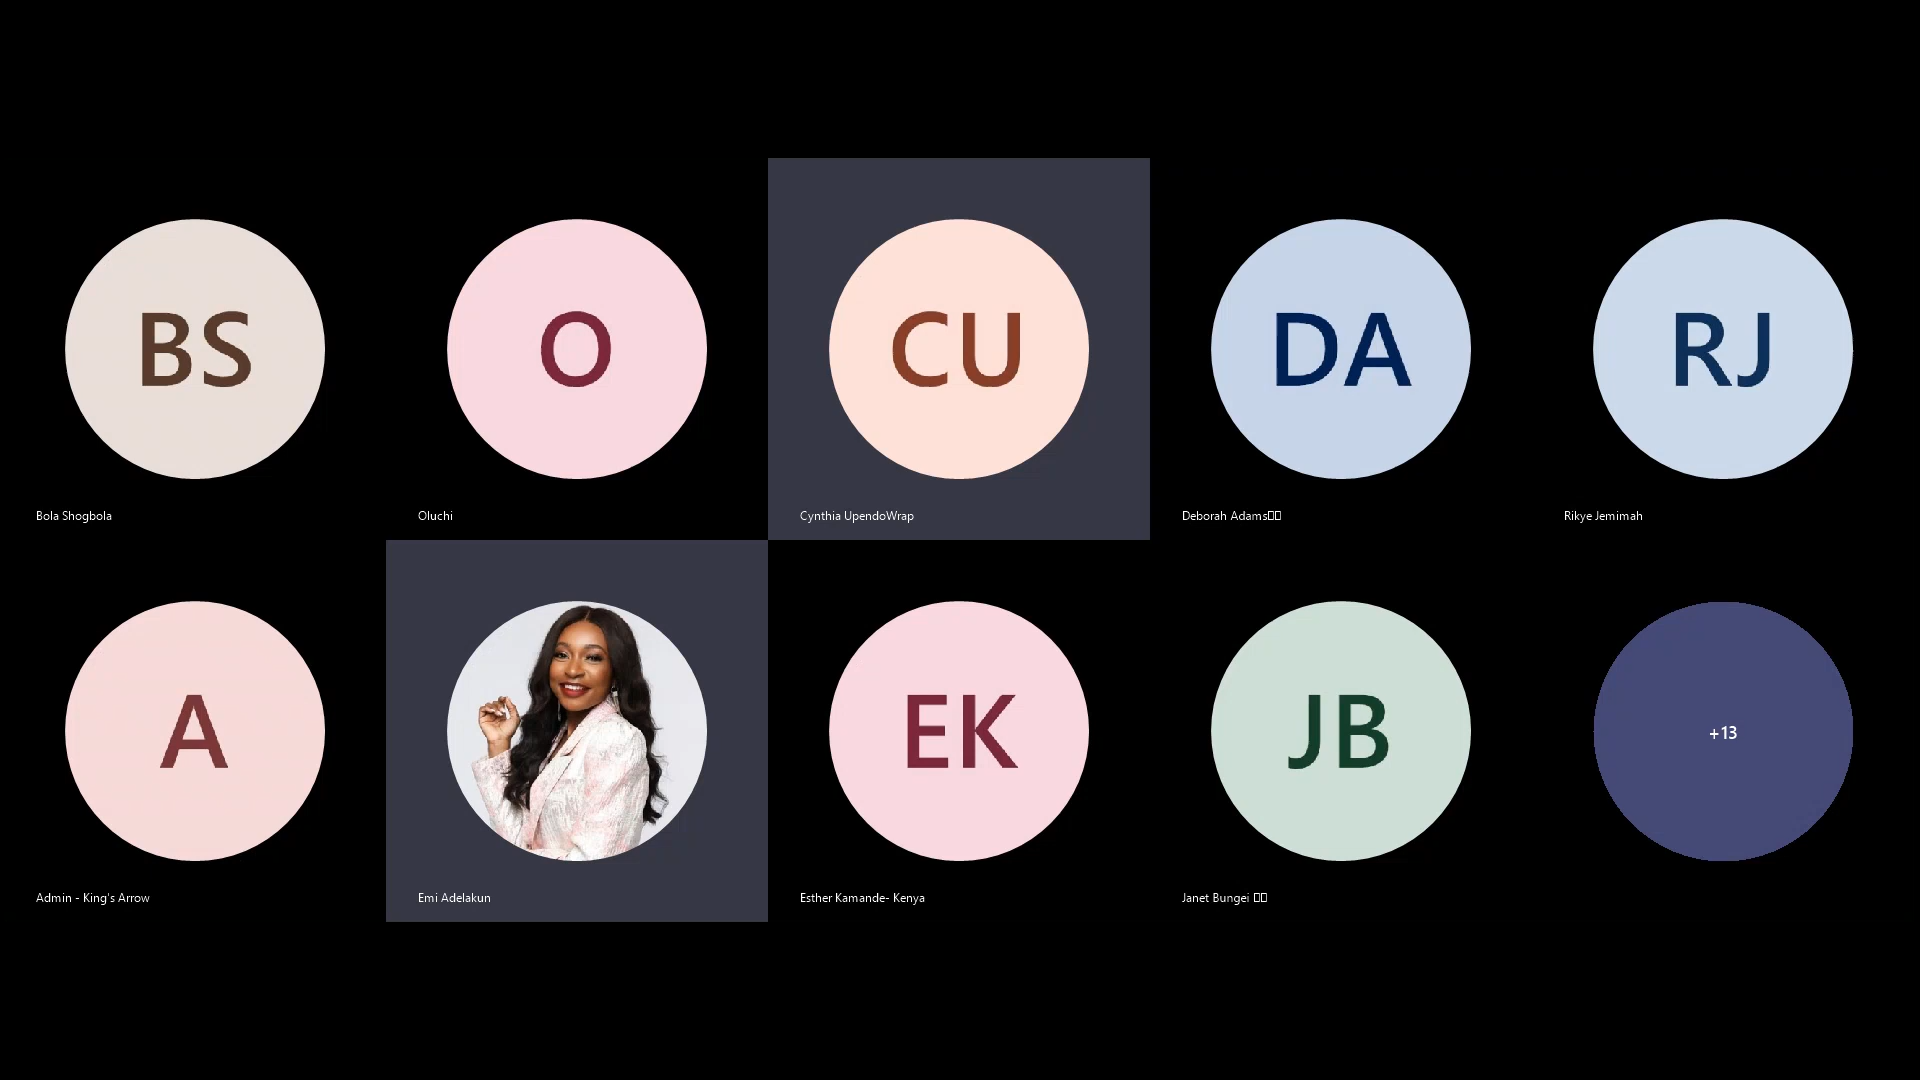 BS
O
CU
DA
RJ
Bola Shogbola
Oluchi
Cynthia UpendoWrap
Deborah Adams
Rikye Jemimah
A
EK
JB
+13
Admin - King's Arrow
Emi Adelakun
Esther Kamande- Kenya
Janet Bungei